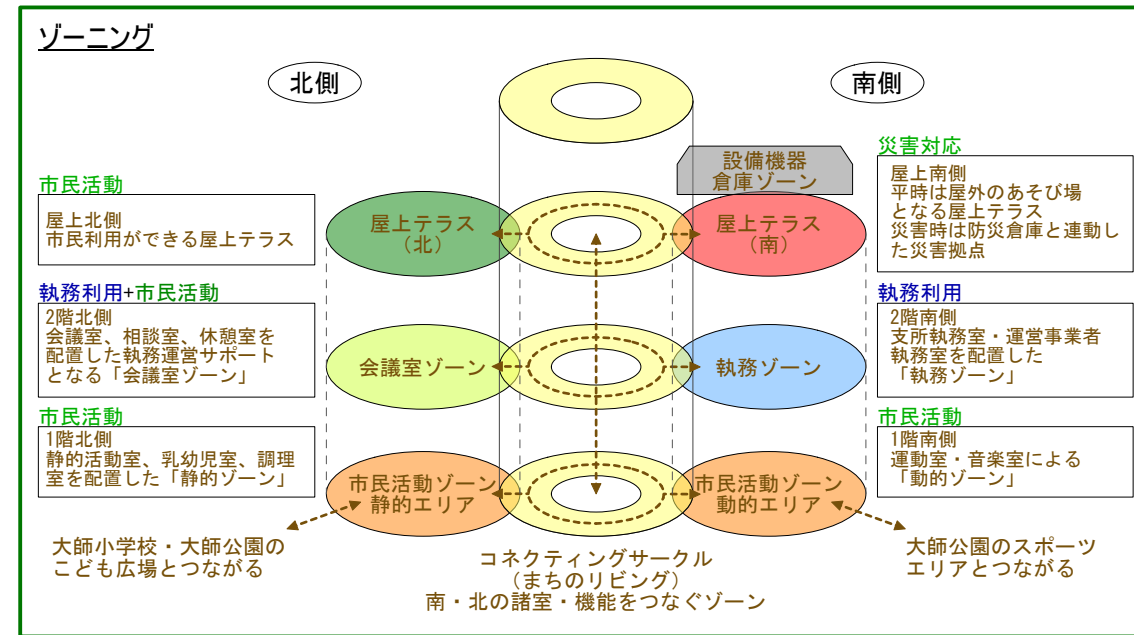 ゾーニング
北側
南側
設備機器
倉庫ゾーン
市民活動
屋上北側
市民利用ができる屋上テラス
屋上テラス
（北）
屋上テラス
（南）
災害対応
屋上南側
平時は屋外のあそび場
となる屋上テラス
災害時は防災倉庫と連動し
た災害拠点
執務利用+市民活動
2階北側
会議室、相談室、休憩室を
配置した執務運営サポート
となる「会議室ゾーン」
会議室ゾーン
執務ゾーン
執務利用
2階南側
支所執務室・運営事業者
執務室を配置した
「執務ゾーン」
市民活動
1階北側
静的活動室、乳幼児室、調理
室を配置した「静的ゾーン」
市民活動ゾーン
静的エリア
市民活動ゾーン
動的エリア
市民活動
1階南側
運動室・音楽室による
「動的ゾーン」
大師小学校・大師公園の
こども広場とつながる
コネクティングサークル
（まちのリビング）
南・北の諸室・機能をつなぐゾーン
大師公園のスポーツ
エリアとつながる